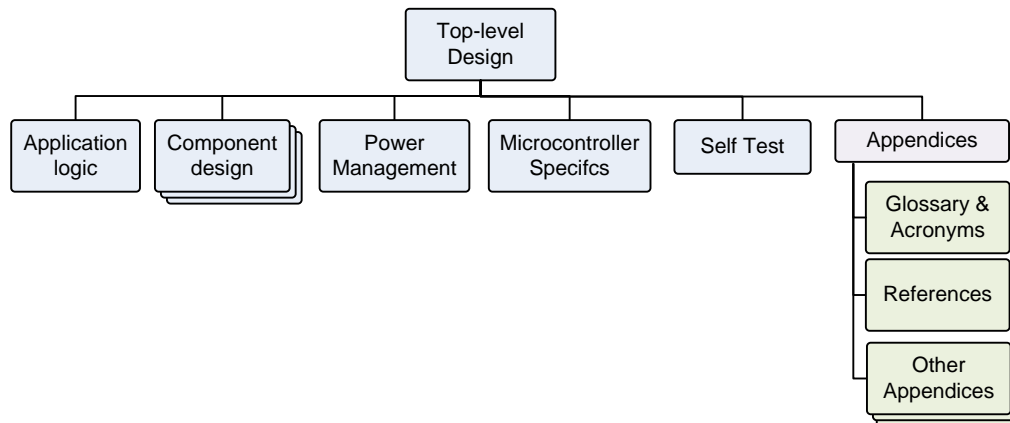 Top-level
Design
Application
logic
Component
design
Power
Management
Microcontroller
Specifcs
Self Test
Appendices
Glossary &
Acronyms
References
Other
Appendices